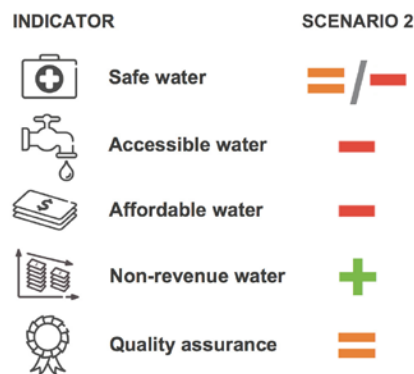 INDICATOR SCENARIO 2
Safe water =/-
Accessible water -
Affordable water -
$
Non-revenue water +
Quality assurance =